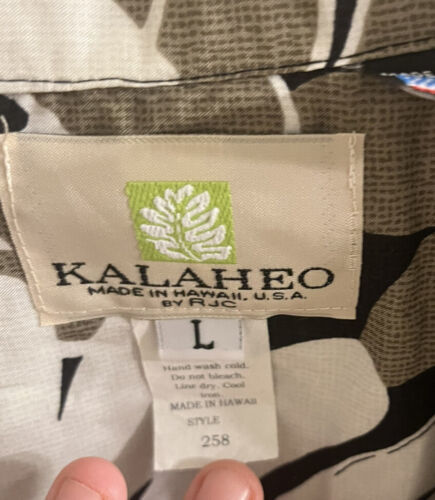 KALAHEO
MADE IN HAWAII, U.S.A.
BY RJC
L
Hand wash cold.
Do not bleach.
Line dry. Cool
iron.
MADE IN HAWAII
STYLE
258